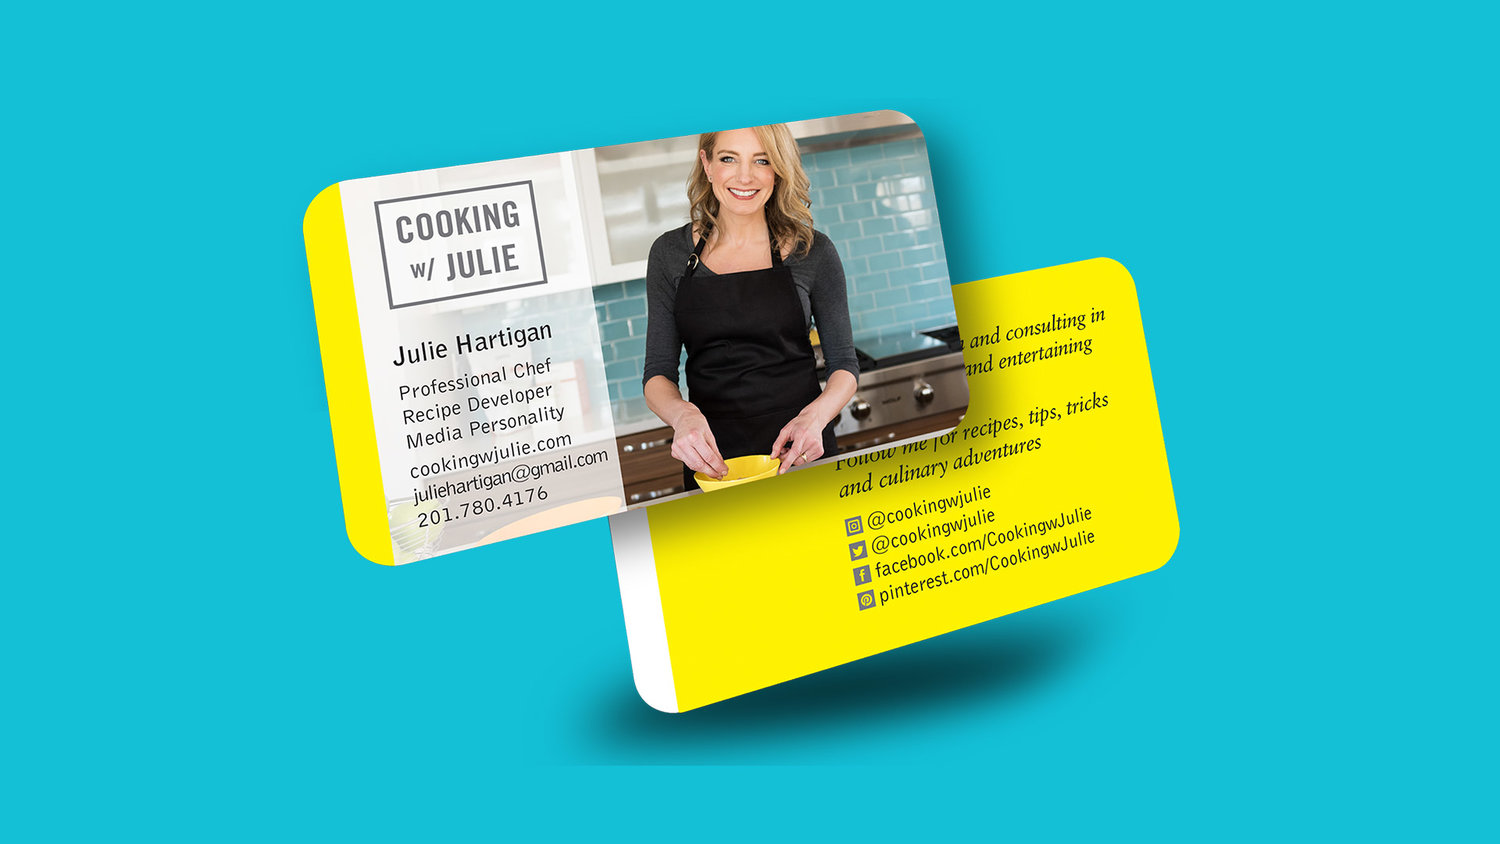 COOKING
w/ JULIE
Julie Hartigan
Professional Chef
Recipe Developer
Media Personality
cookingwjulie.com
juliehartigan@gmail.com
201.780.4176
and consulting in
and entertaining
Follow me for recipes, tips, tricks
and culinary adventures
@cookingwjulie
@cookingwjulie
facebook.com/CookingwJulie
pinterest.com/CookingwJulie